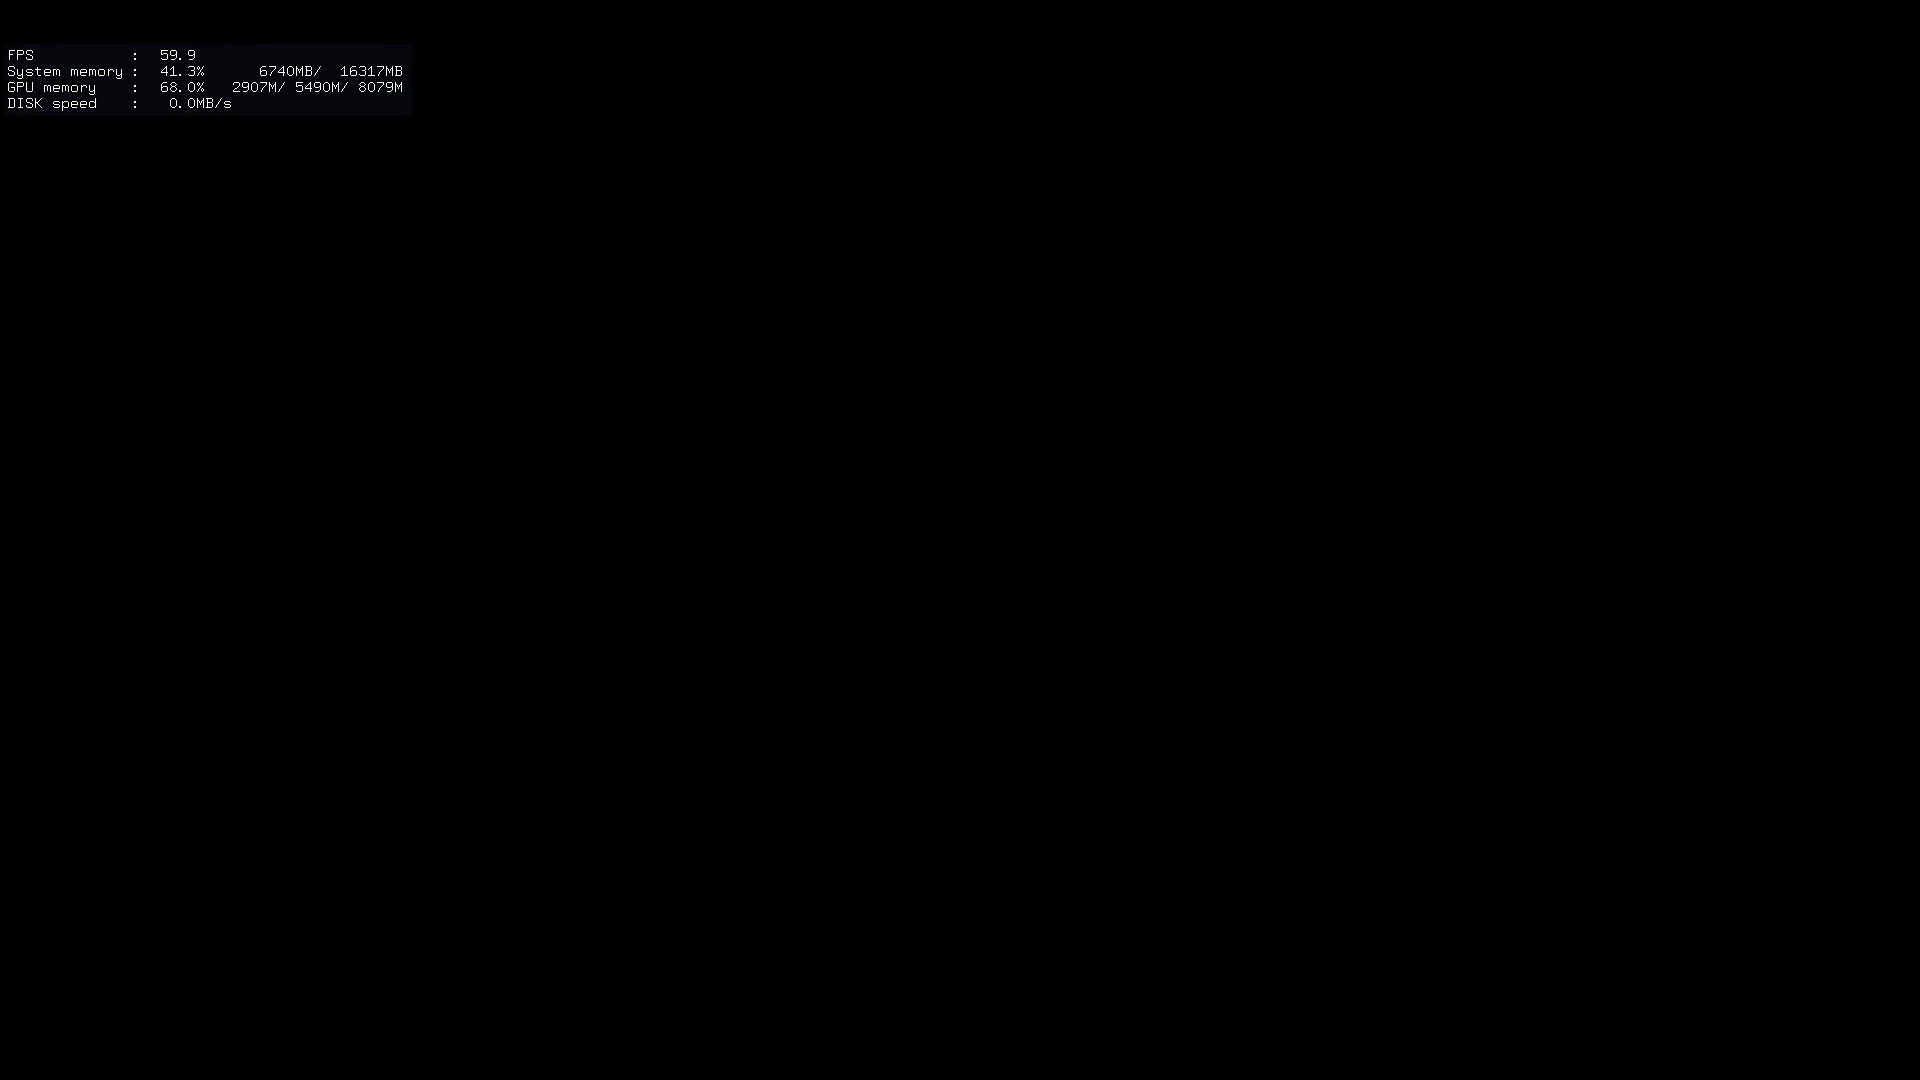 FPS : 59.9
System memory : 41.3% 6740MB/ 16317MB
GPU memory : 68.0% 2907M/ 5490M/ 8079M
DISK speed : 0.0MB/s